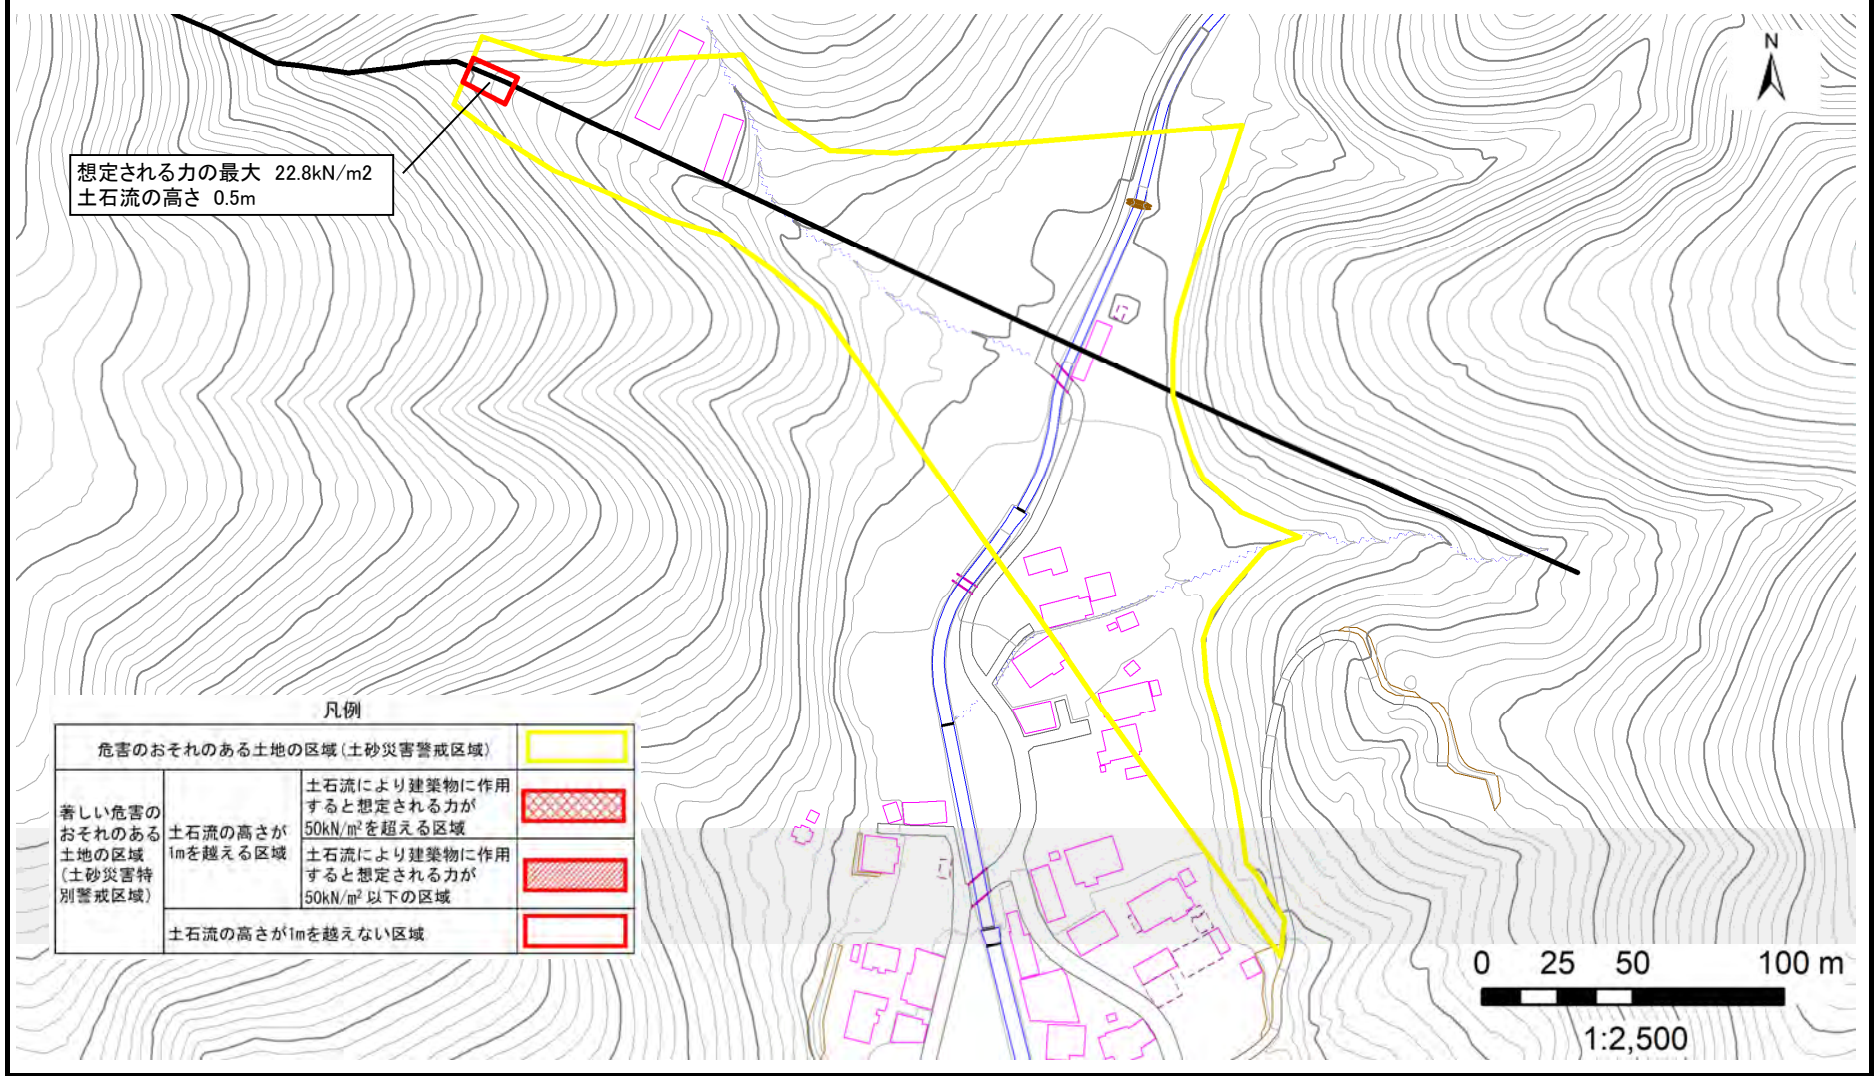 N
想定される力の最大 22.8kN/m2
土石流の高さ 0.5m
凡例
危害のおそれのある土地の区域(土砂災害警戒区域)
著しい危害の
おそれのある
土地の区域
(土砂災害特
別警戒区域)
土石流の高さが
1mを越える区域
土石流により建築物に作用
すると想定される力が
50kN/m²を超える区域
土石流により建築物に作用
すると想定される力が
50kN/m²以下の区域
土石流の高さが1mを越えない区域
0 25 50 100 m
1:2,500